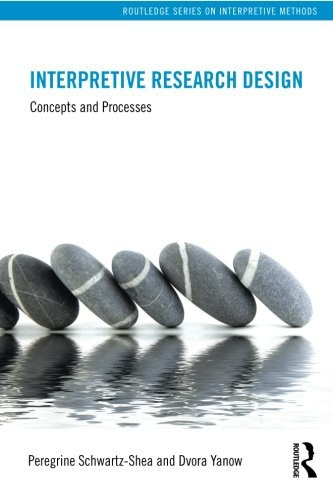 ROUTLEDGE SERIES ON INTERPRETIVE METHODS
INTERPRETIVE RESEARCH DESIGN
Concepts and Processes
Peregrine Schwartz-Shea and Dvora Yanow
ROUTLEDGE